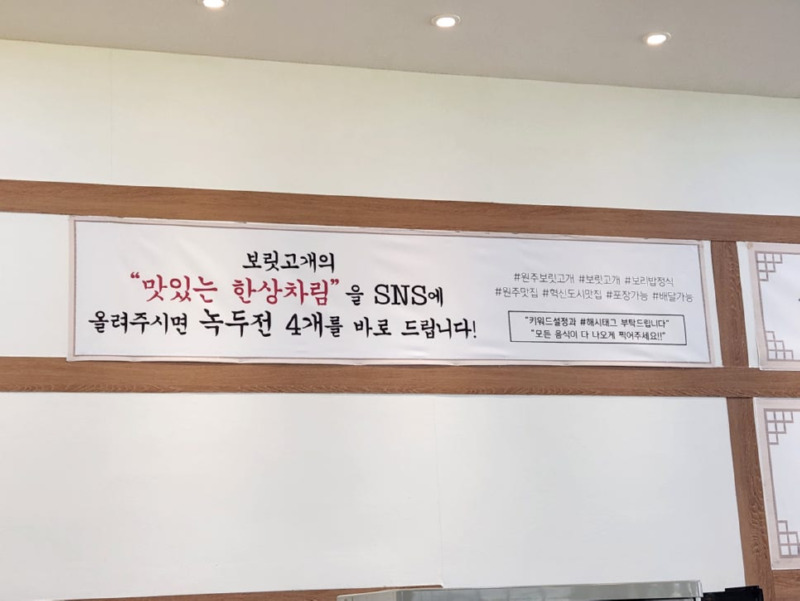 보릿고개의
“맛있는 한상차림”을 SNS에
올려주시면 녹두전 4개를 바로 드립니다!
#원주보릿고개 #보릿고개 #보리밥정식
#원주맛집 #혁신도시맛집 #포장가능 #배달가능
"키워드설정과 #해시태그 부탁드립니다"
"모든 음식이 다 나오게 찍어주세요!!"